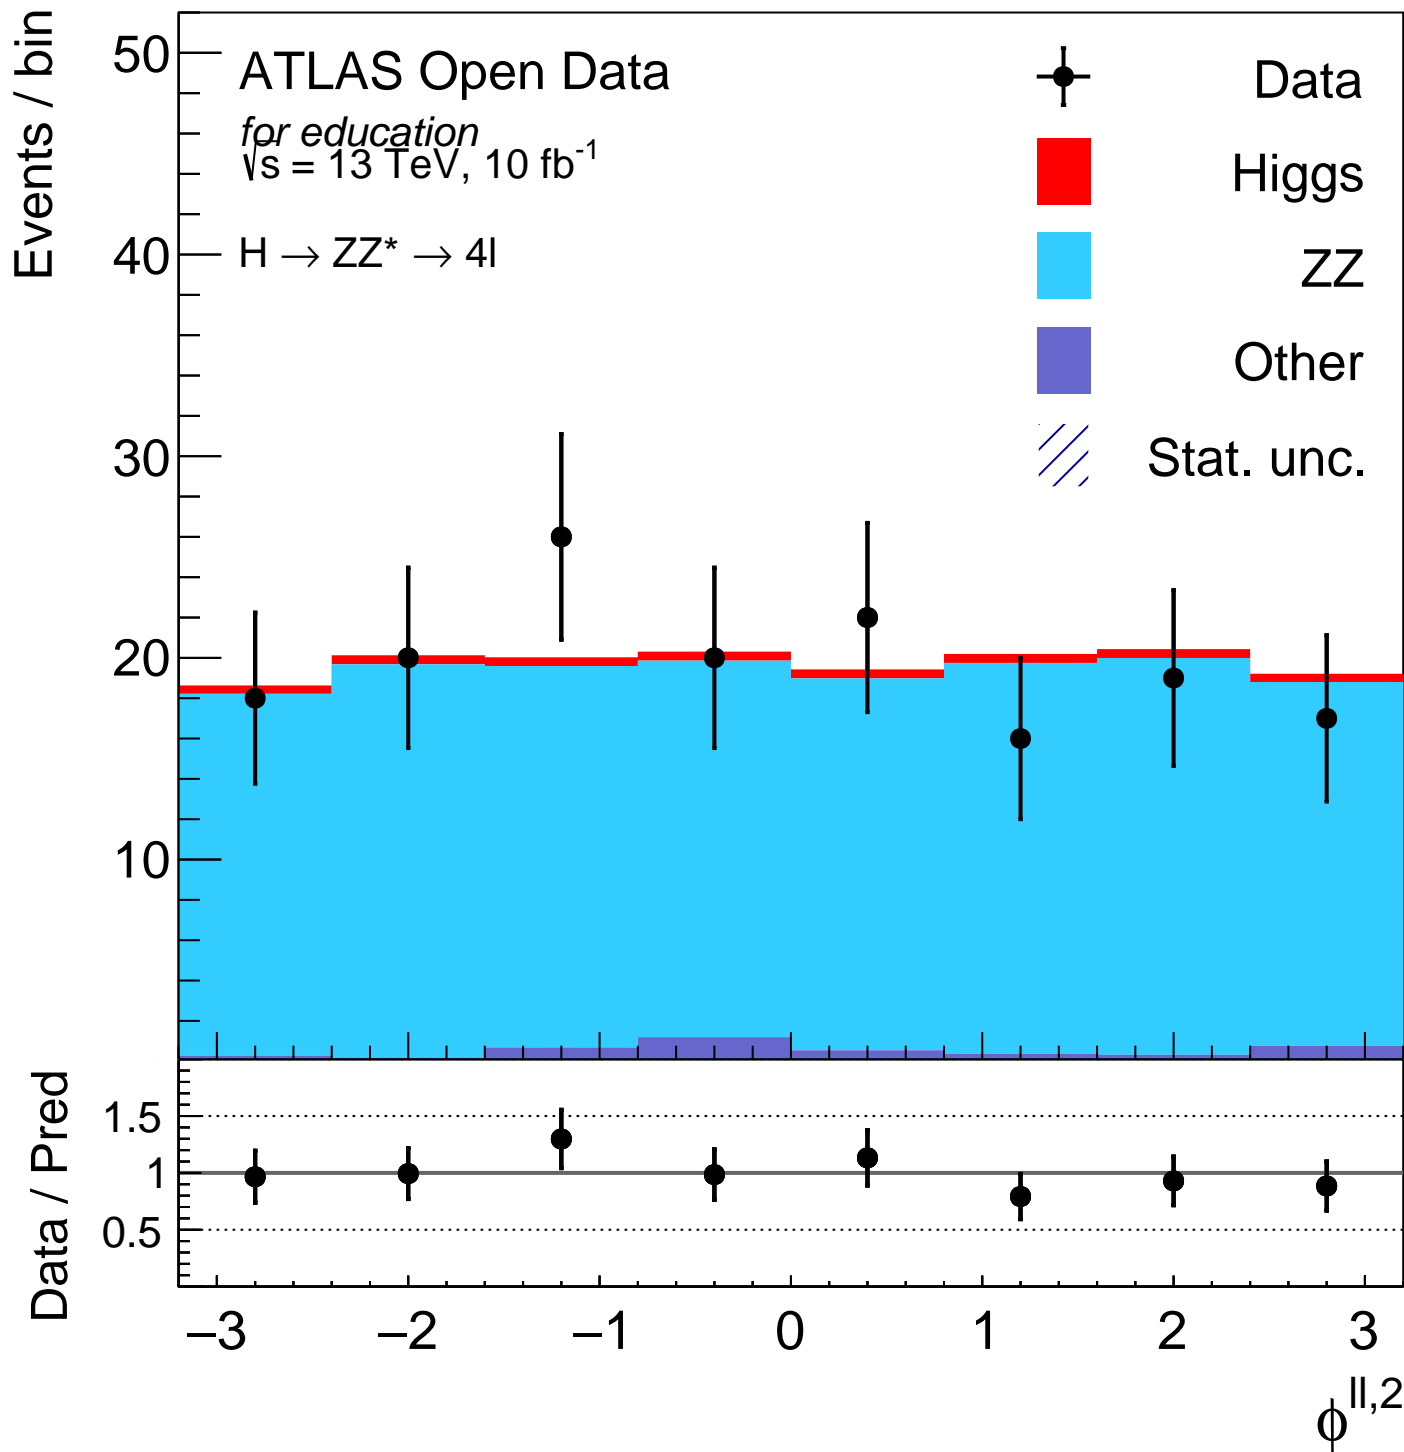 Events / bin
50
40
30
20
10
ATLAS Open Data
for education
√s = 13 TeV, 10 fb⁻¹
H → ZZ* → 4l
Data
Higgs
ZZ
Other
Stat. unc.
Data / Pred
1.5
1
0.5
−3 −2 −1 0 1 2 3
ϕ^ll,2